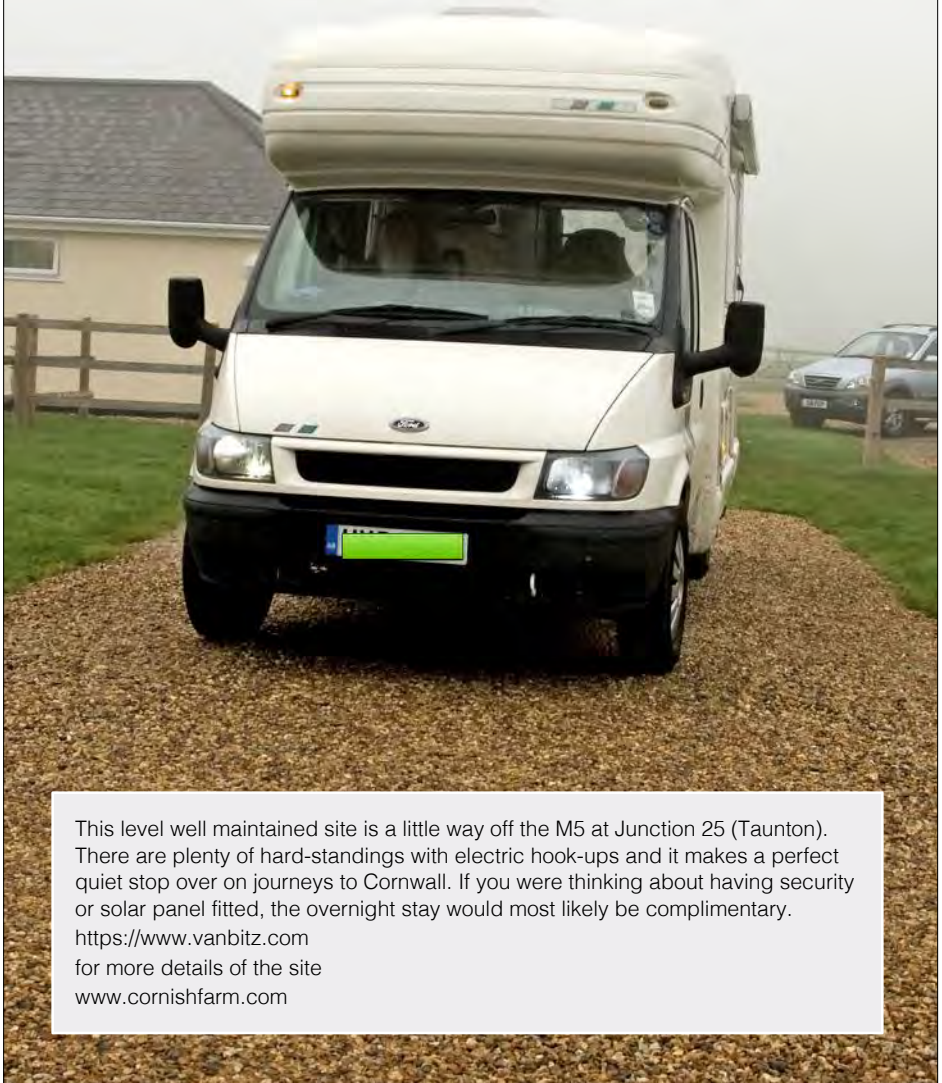 Ford
This level well maintained site is a little way off the M5 at Junction 25 (Taunton).
There are plenty of hard-standings with electric hook-ups and it makes a perfect
quiet stop over on journeys to Cornwall. If you were thinking about having security
or solar panel fitted, the overnight stay would most likely be complimentary.
https://www.vanbitz.com
for more details of the site
www.cornishfarm.com